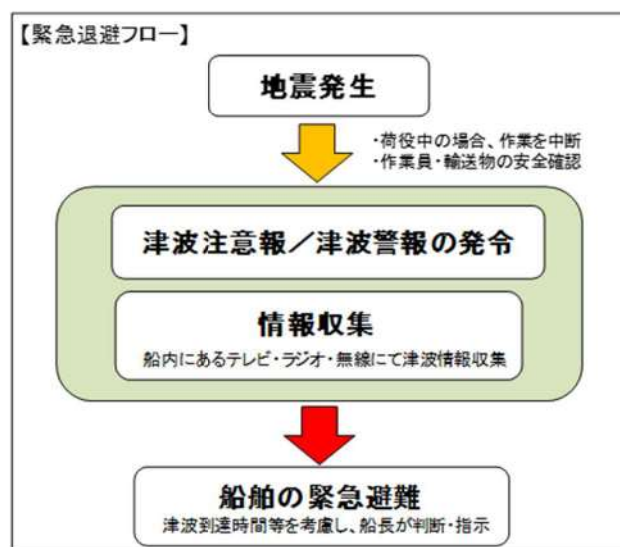 【緊急退避フロー】
地震発生
・荷役中の場合、作業を中断
・作業員・輸送物の安全確認
津波注意報／津波警報の発令
情報収集
船内にあるテレビ・ラジオ・無線にて津波情報収集
船舶の緊急避難
津波到達時間等を考慮し、船長が判断・指示